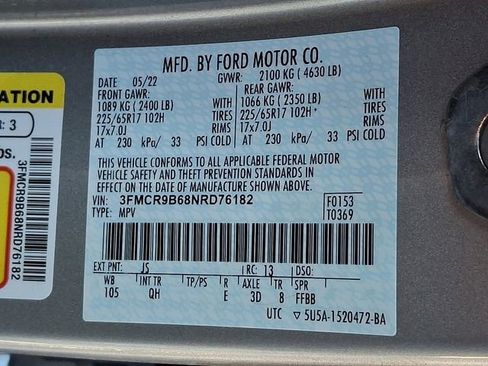 MFD. BY FORD MOTOR CO.
DATE: 05/22 GVWR: 2100 KG ( 4630 LB)
FRONT GAWR: REAR GAWR:
1089 KG ( 2400 LB) 1066 KG ( 2350 LB)
225/65R17 102H WITH 225/65R17 102H WITH
17x7.0J TIRES RIMS 17x7.0J TIRES RIMS
AT 230 kPa/ 33 PSI COLD AT 230 kPa/ 33 PSI COLD
THIS VEHICLE CONFORMS TO ALL APPLICABLE FEDERAL MOTOR
VEHICLE SAFETY AND THEFT PREVENTION STANDARDS IN
EFFECT ON THE DATE OF MANUFACTURE SHOWN ABOVE.
VIN: 3FMCR9B68NRD76182 F0153
TYPE: MPV T0369
EXT PNT: JS RC: 13 DSO:
WB INT TR TP/PS R AXLE TR SPR
105 QH E 3D 8 FFBB
UTC 5U5A-1520472-BA
ATION
R: 3
bs.
3FMCR9B68NRD76182